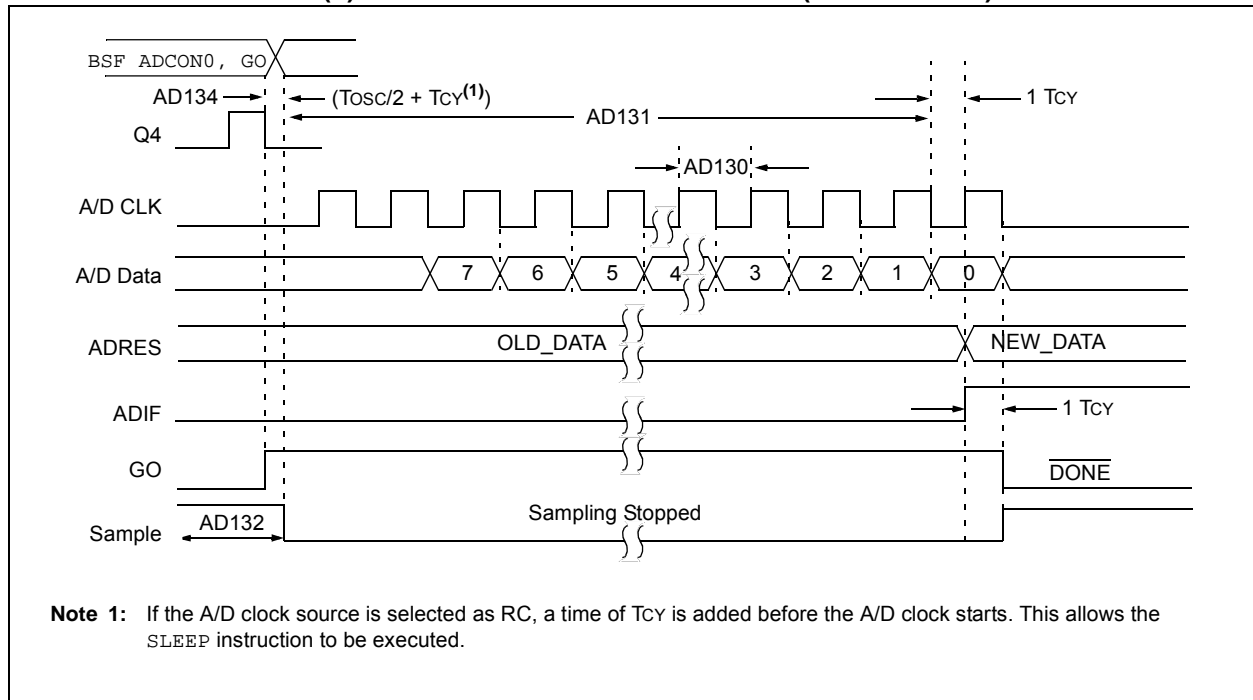 BSF ADCON0, GO
AD134 (TOSC/2 + TCY(1)) 1 TCY
AD131
Q4
AD130
A/D CLK
A/D Data 7 6 5 4 3 2 1 0
ADRES OLD_DATA NEW_DATA
ADIF 1 TCY
GO DONE
Sample AD132 Sampling Stopped
Note 1: If the A/D clock source is selected as RC, a time of TCY is added before the A/D clock starts. This allows the
SLEEP instruction to be executed.